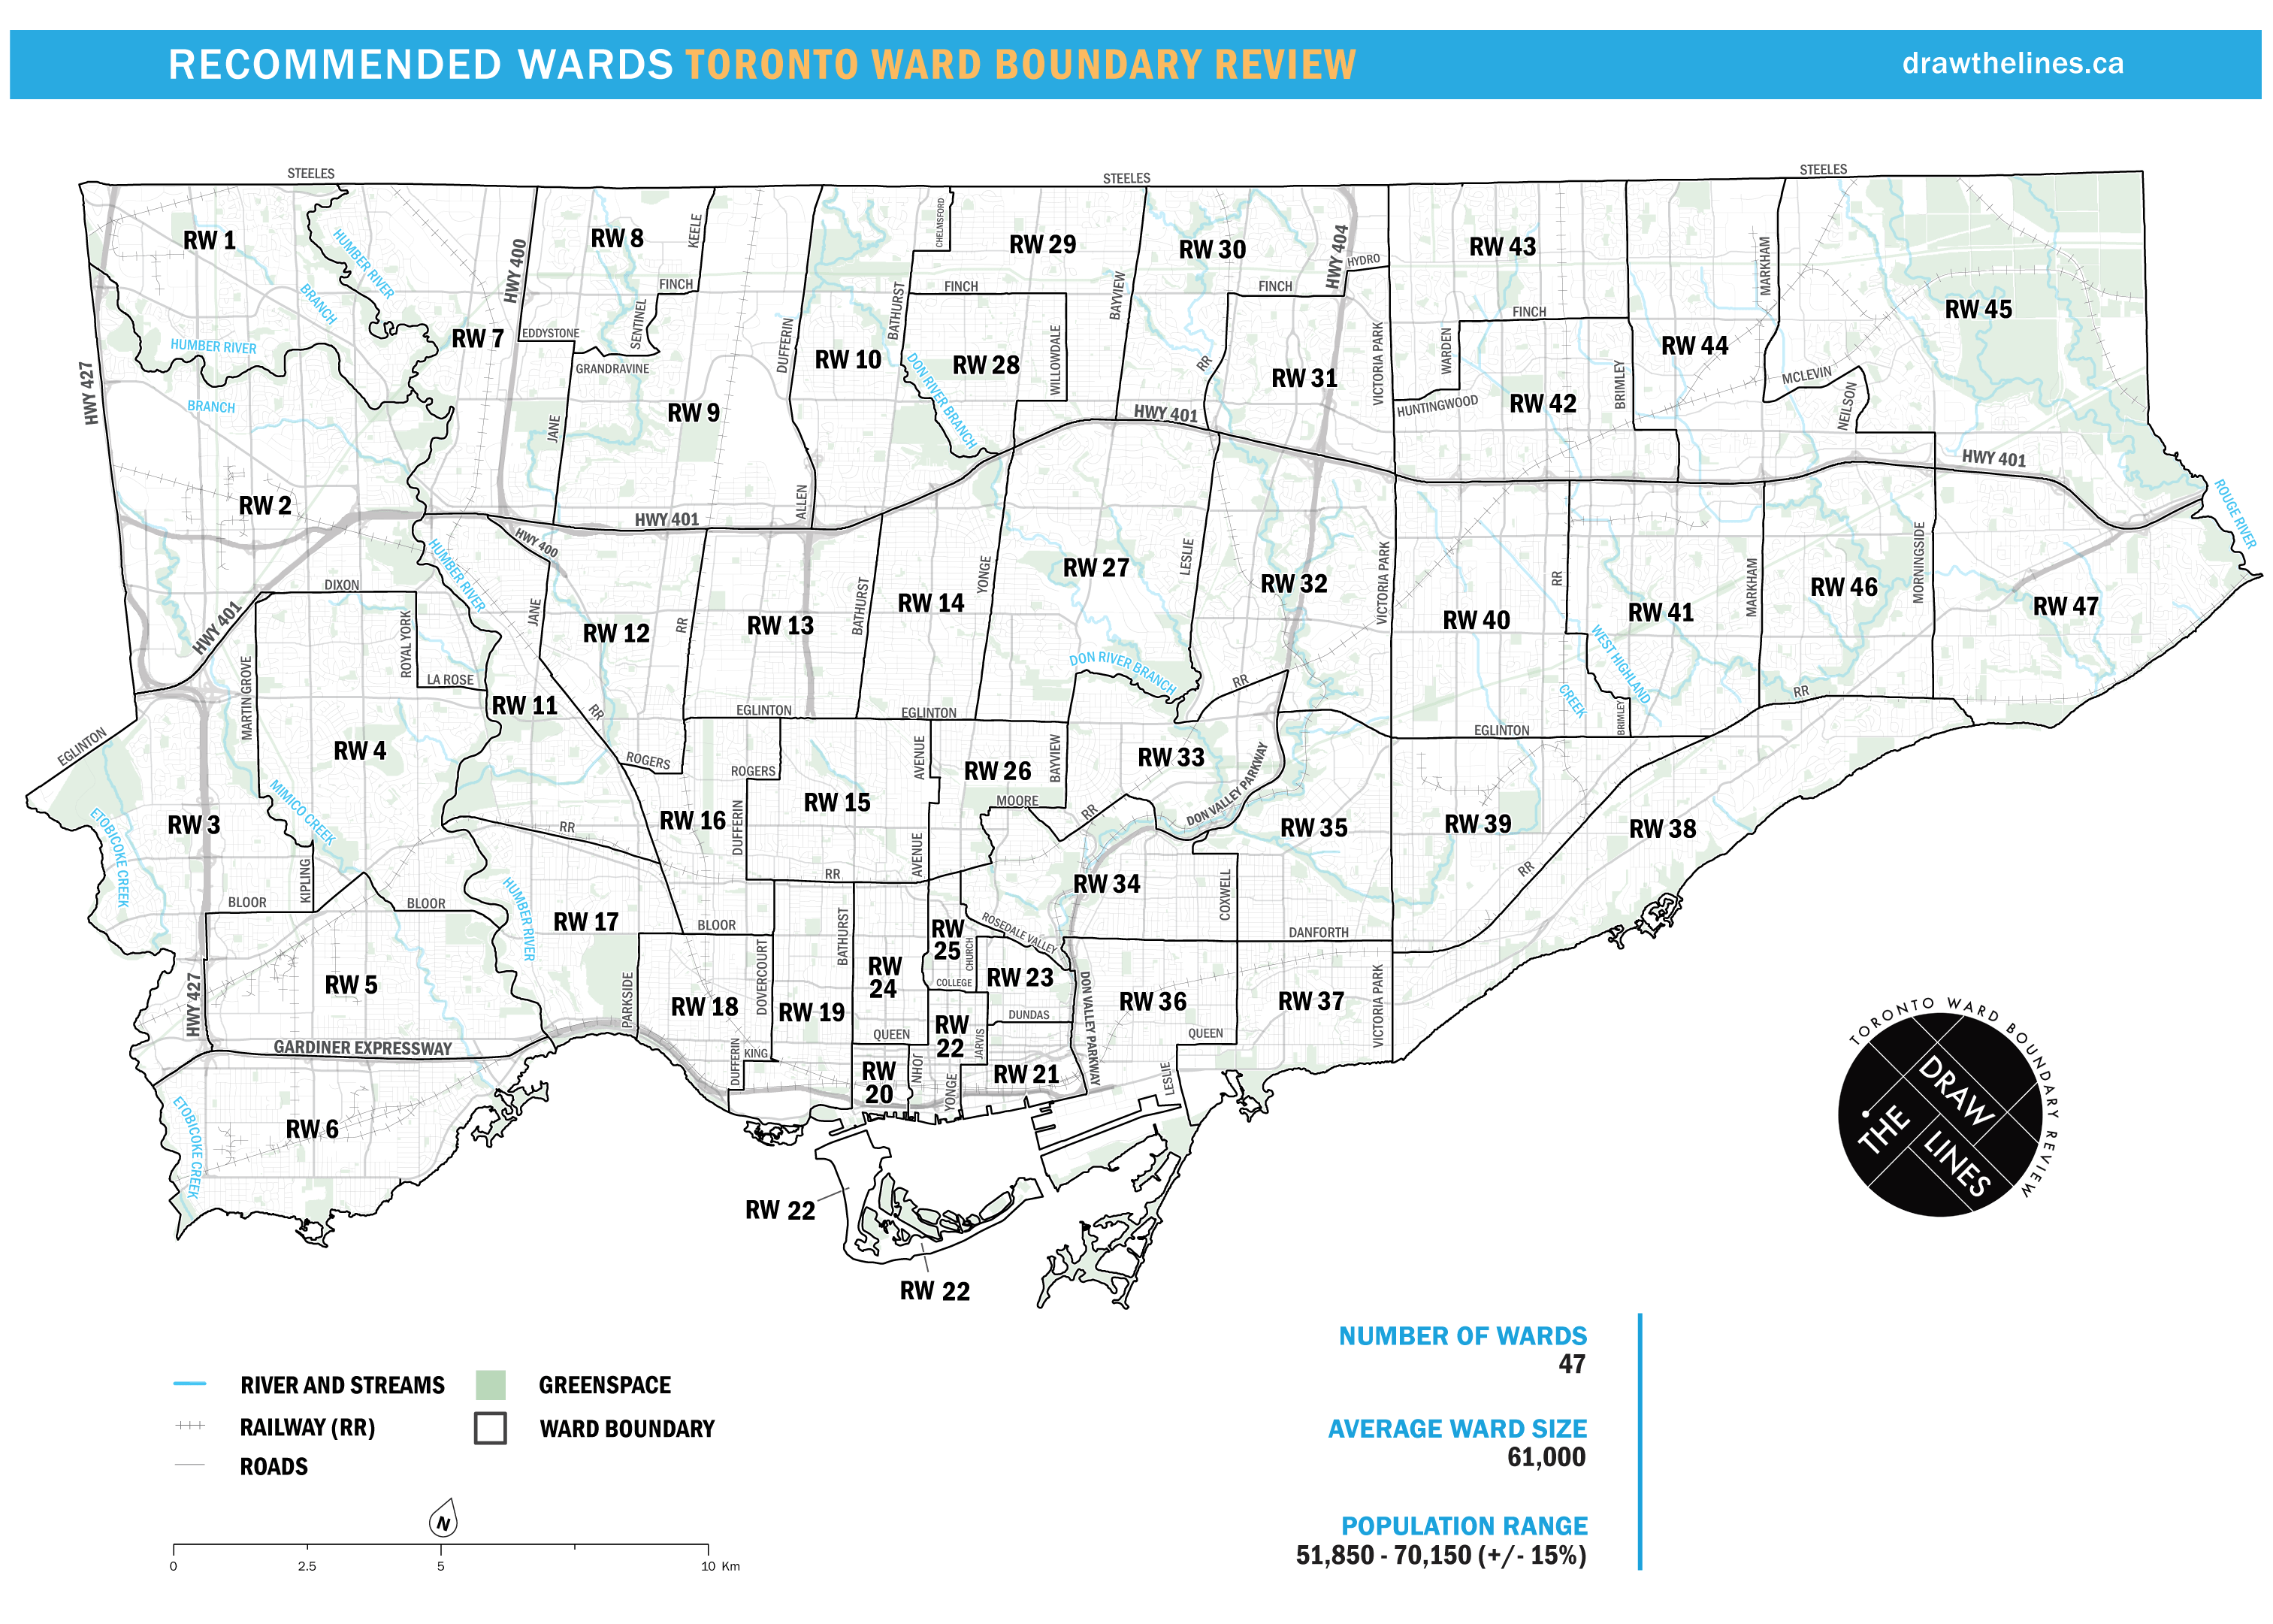 RECOMMENDED WARDS TORONTO WARD BOUNDARY REVIEW
drawthelines.ca
STEELES
STEELES
STEELES
RW 1
HUMBER RIVER
BRANCH
HUMBER RIVER
BRANCH
HWY 427
RW 2
RW 7
HWY 400
RW 8
KEELE
FINCH
SENTINEL
EDDYSTONE
GRANDRAVINE
JANE
RW 9
DUFFERIN
ALLEN
RW 10
BATHURST
DON RIVER BRANCH
CHELMSFORD
RW 29
FINCH
RW 28
WILLOWDALE
BAYVIEW
RW 30
FINCH
HWY 404
HYDRO
RR
RW 31
VICTORIA PARK
HWY 401
RW 43
FINCH
WARDEN
HUNTINGWOOD
RW 42
BRIMLEY
RW 44
MARKHAM
MCLEVIN
NEILSON
RW 45
HWY 401
ROUGE RIVER
HWY 401
HWY 400
HUMBER RIVER
DIXON
HWY 401
ROYAL YORK
LA ROSE
MARTIN GROVE
RW 4
RW 11
JANE
RR
RW 12
RR
RW 13
BATHURST
RW 14
YONGE
RW 27
LESLIE
DON RIVER BRANCH
RR
RW 32
VICTORIA PARK
RW 40
RR
WEST HIGHLAND
CREEK
BRIMLEY
RW 41
MARKHAM
RW 46
MORNINGSIDE
RW 47
RR
EGLINTON
EGLINTON
EGLINTON
EGLINTON
ETOBICOKE CREEK
RW 3
MIMICO CREEK
KIPLING
BLOOR
BLOOR
ROGERS
ROGERS
RW 16
DUFFERIN
RW 15
AVENUE
AVENUE
RR
RW 26
BAYVIEW
MOORE
RR
RW 33
DON VALLEY PARKWAY
RW 35
RW 39
RW 38
RR
RR
HUMBER RIVER
RW 17
BLOOR
RW 34
COXWELL
DANFORTH
ROSEDALE VALLEY
RW
25
CHURCH
COLLEGE
RW 23
DUNDAS
RW
24
BATHURST
DOVERCOURT
RW 18
RW 19
PARKSIDE
QUEEN
RW
22
JARVIS
RW 21
RW
20
JOHN
YONGE
DUFFERIN
KING
DON VALLEY PARKWAY
RW 36
QUEEN
LESLIE
RW 37
VICTORIA PARK
HWY 427
RW 5
GARDINER EXPRESSWAY
RW 6
ETOBICOKE CREEK
RW 22
RW 22
TORONTO WARD BOUNDARY REVIEW
DRAW
THE
LINES
NUMBER OF WARDS
47
AVERAGE WARD SIZE
61,000
POPULATION RANGE
51,850 - 70,150 (+/- 15%)
RIVER AND STREAMS
GREENSPACE
RAILWAY (RR)
WARD BOUNDARY
ROADS
N
0
2.5
5
10 Km